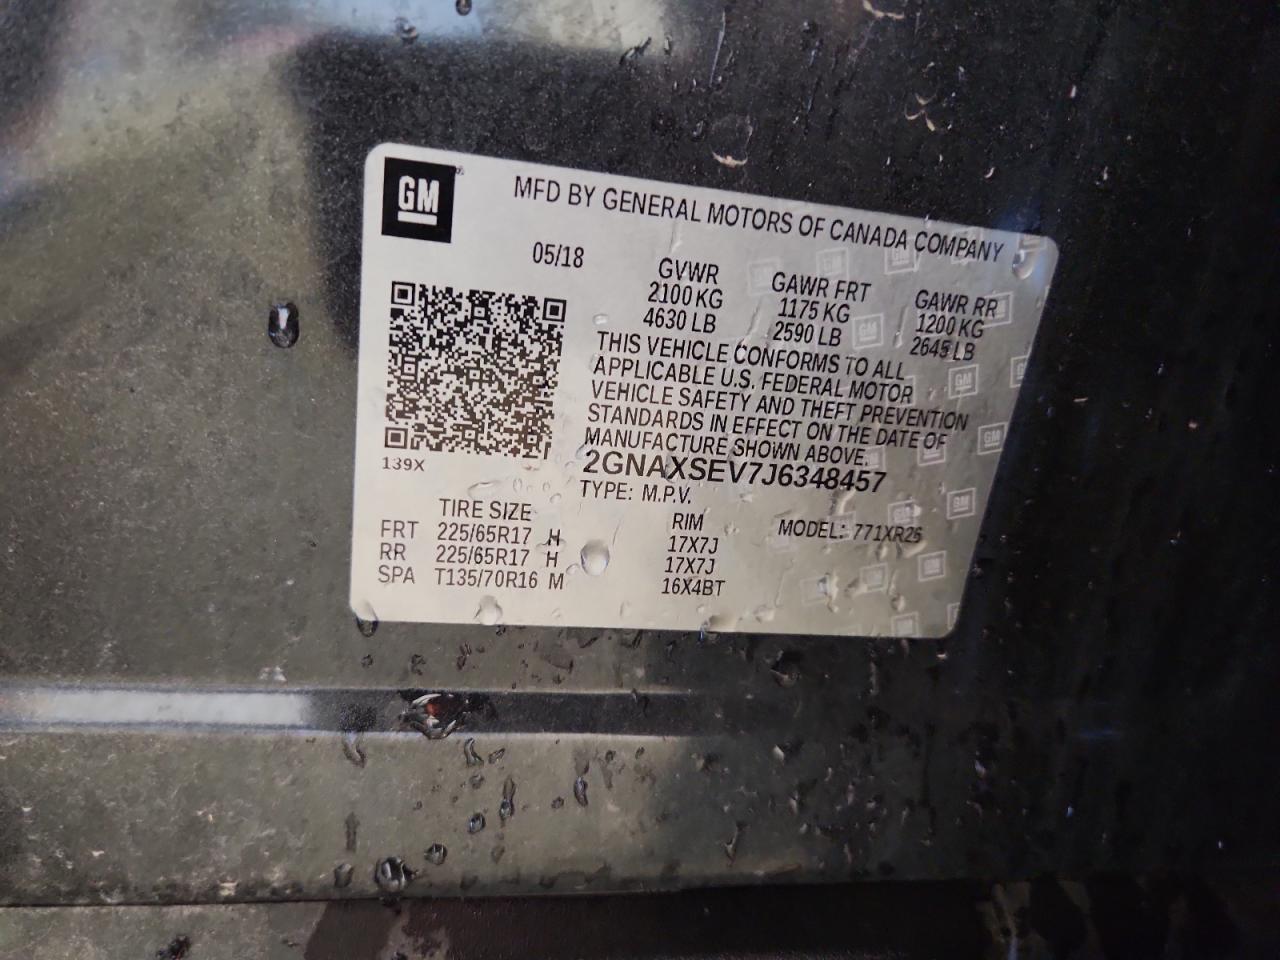 GM
MFD BY GENERAL MOTORS OF CANADA COMPANY
05/18
GVWR GAWR FRT GAWR RR
2100 KG 1175 KG 1200 KG
4630 LB 2590 LB 2645 LB
THIS VEHICLE CONFORMS TO ALL
APPLICABLE U.S. FEDERAL MOTOR
VEHICLE SAFETY AND THEFT PREVENTION
STANDARDS IN EFFECT ON THE DATE OF
MANUFACTURE SHOWN ABOVE.
139X
2GNAXSEV7J6348457
TYPE: M.P.V.
TIRE SIZE RIM MODEL: 771XR26
FRT 225/65R17 H 17X7J
RR 225/65R17 H 17X7J
SPA T135/70R16 M 16X4BT